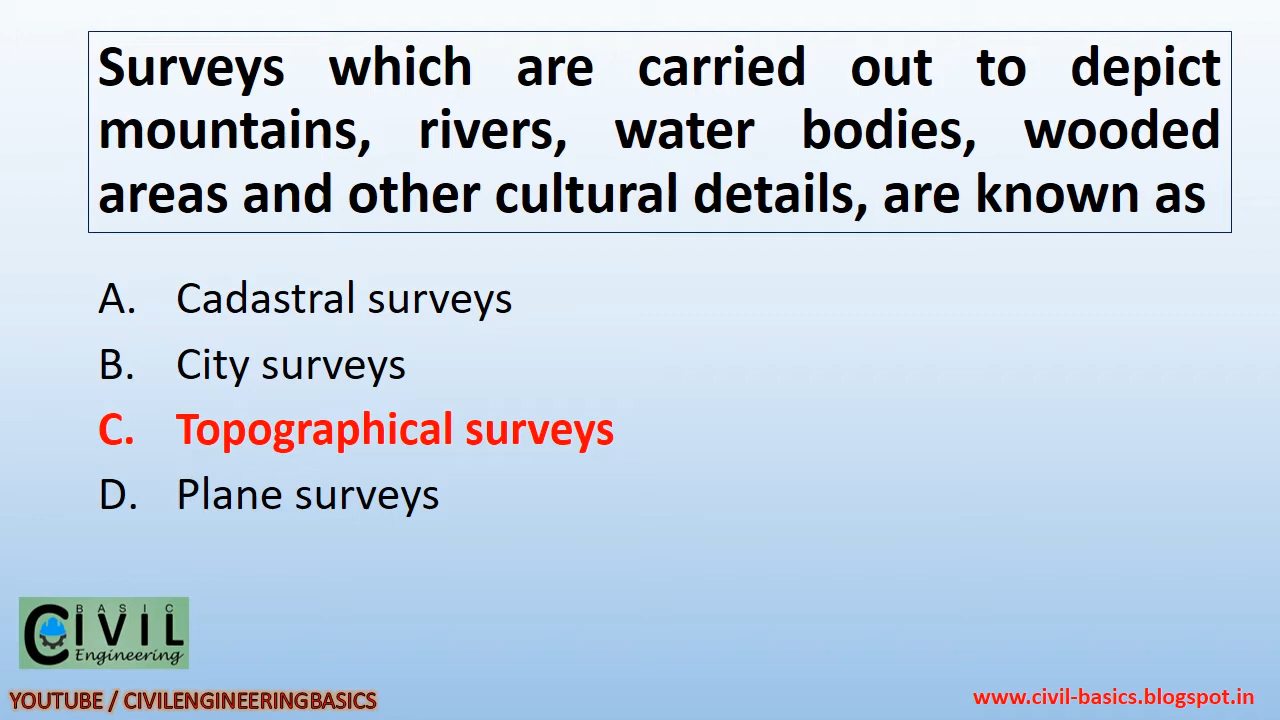 Surveys which are carried out to depict
mountains, rivers, water bodies, wooded
areas and other cultural details, are known as
A. Cadastral surveys
B. City surveys
C. Topographical surveys
D. Plane surveys
BASIC
CIVIL
Engineering
YOUTUBE / CIVILENGINEERINGBASICS
www.civil-basics.blogspot.in